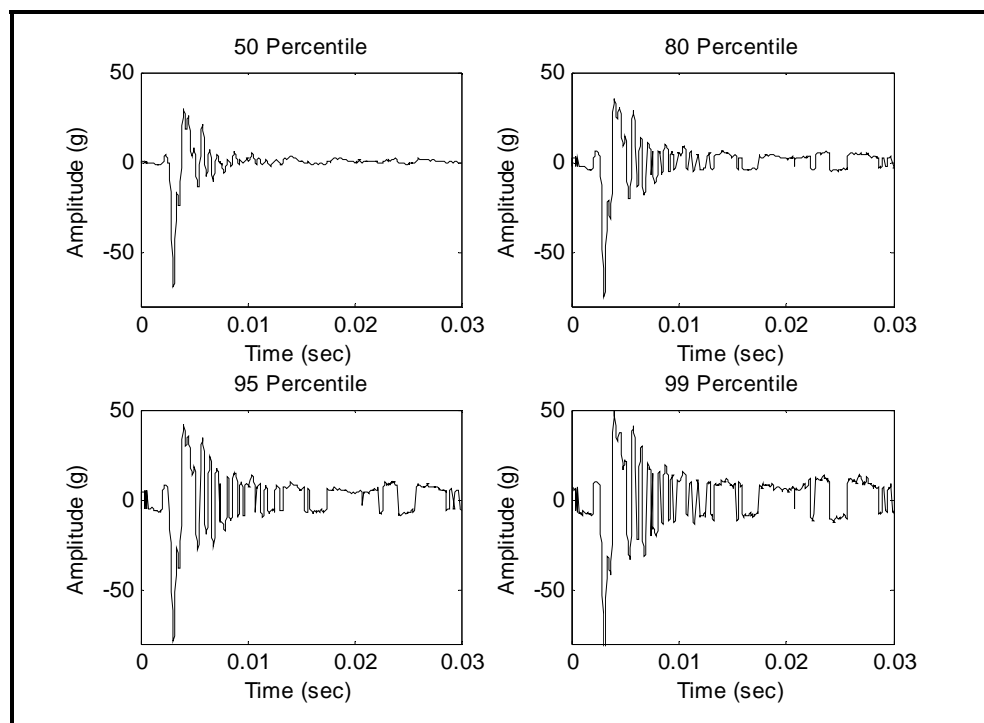 50 Percentile
50
0
-50
Amplitude (g)
0
0.01
0.02
0.03
Time (sec)
80 Percentile
50
0
-50
Amplitude (g)
0
0.01
0.02
0.03
Time (sec)
95 Percentile
50
0
-50
Amplitude (g)
0
0.01
0.02
0.03
Time (sec)
99 Percentile
50
0
-50
Amplitude (g)
0
0.01
0.02
0.03
Time (sec)